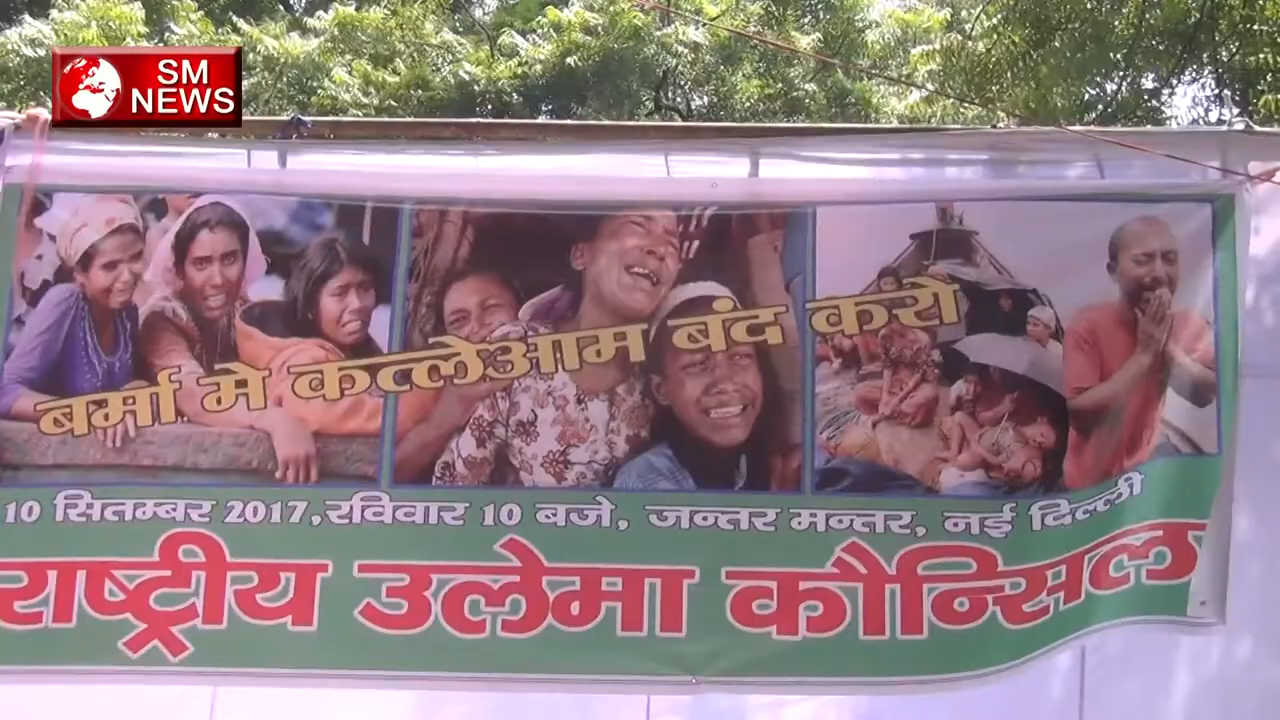 SM
NEWS
बर्मा मे कत्लेआम बंद करो
10 सितम्बर 2017,रविवार 10 बजे, जन्तर मन्तर, नई दिल्ली
राष्ट्रीय उलेमा कौन्सिल